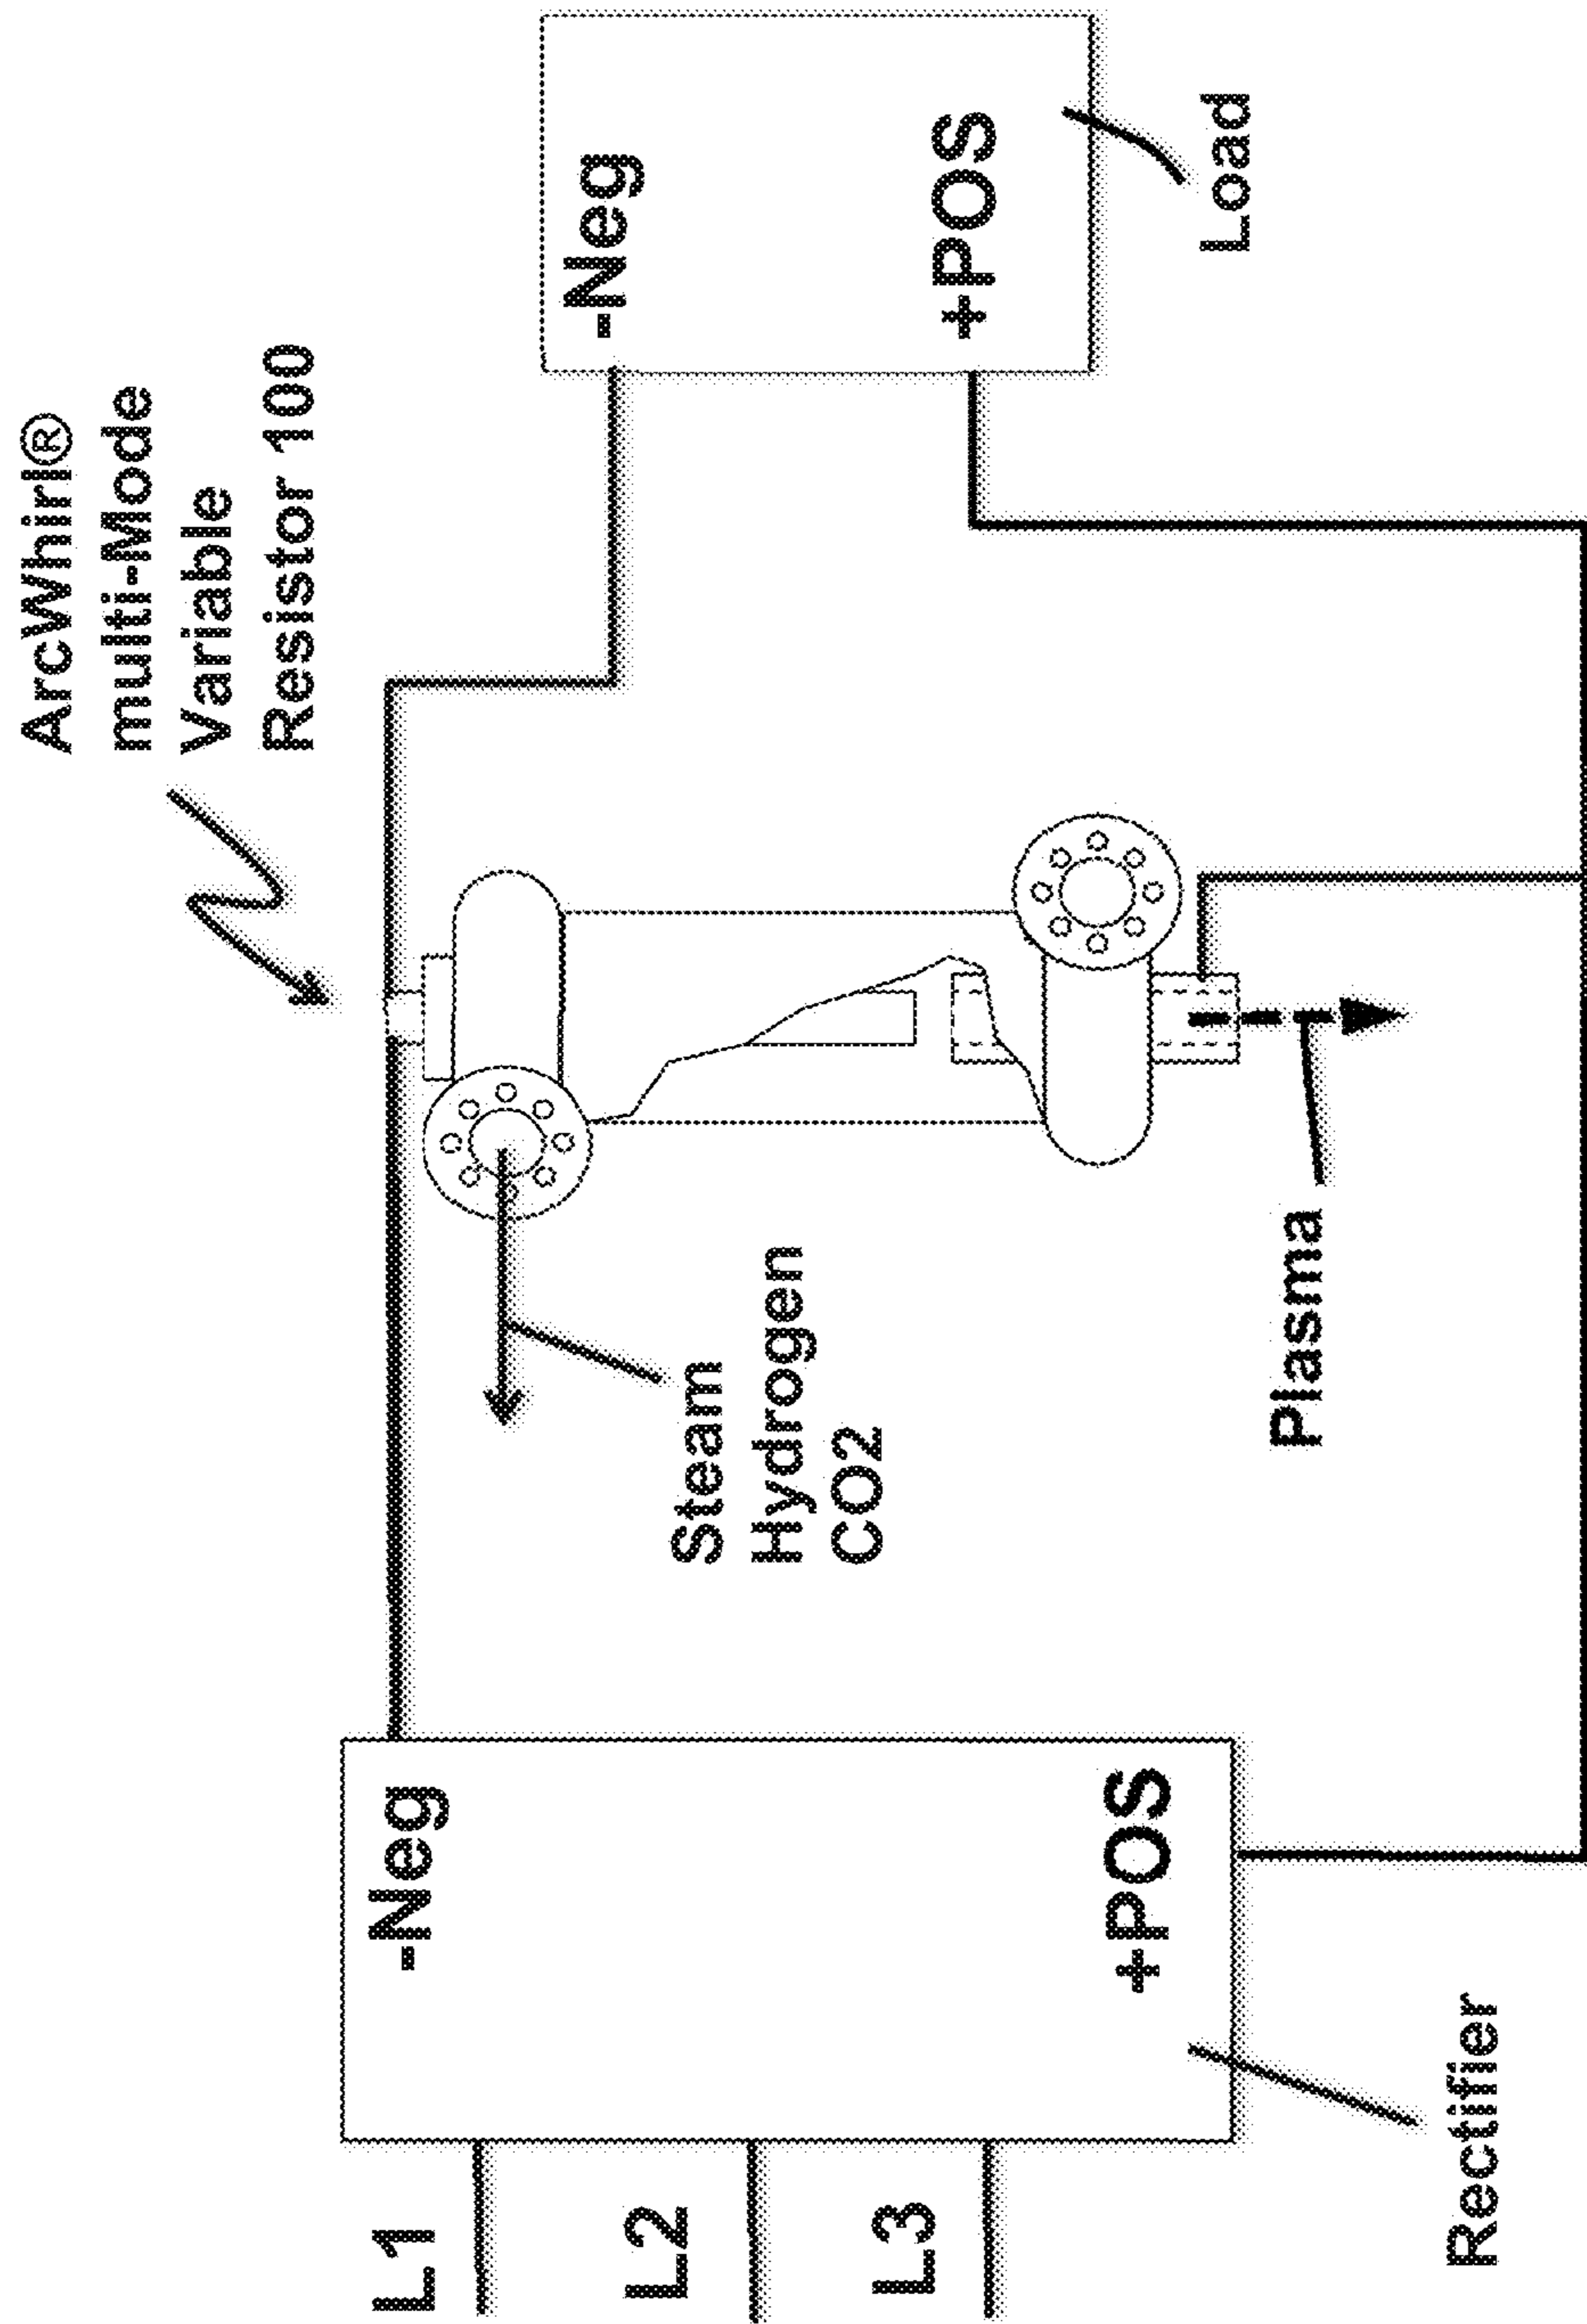 ArcWhirl®
multi-Mode
Variable
Resistor 100
-Neg
+POS
Load
Steam
Hydrogen
CO2
Plasma
-Neg
+POS
L1
L2
L3
Rectifier